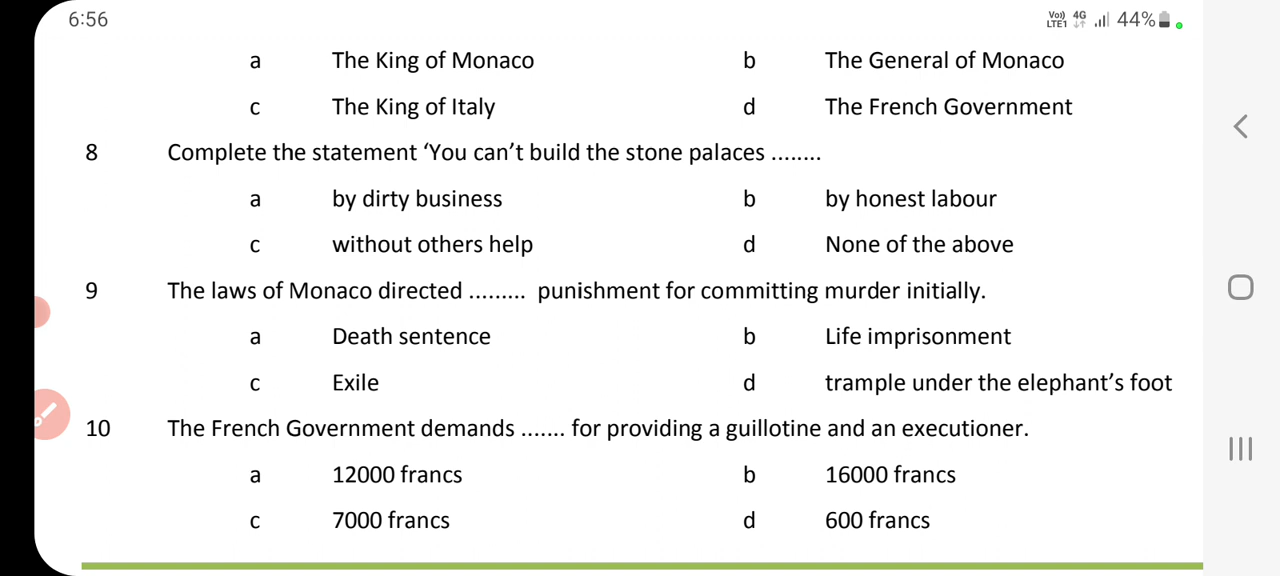 6:56 Vo)) LTE1 4G 44%
a The King of Monaco b The General of Monaco
c The King of Italy d The French Government
8 Complete the statement ‘You can’t build the stone palaces ........
a by dirty business b by honest labour
c without others help d None of the above
9 The laws of Monaco directed ......... punishment for committing murder initially.
a Death sentence b Life imprisonment
c Exile d trample under the elephant’s foot
10 The French Government demands ....... for providing a guillotine and an executioner.
a 12000 francs b 16000 francs
c 7000 francs d 600 francs